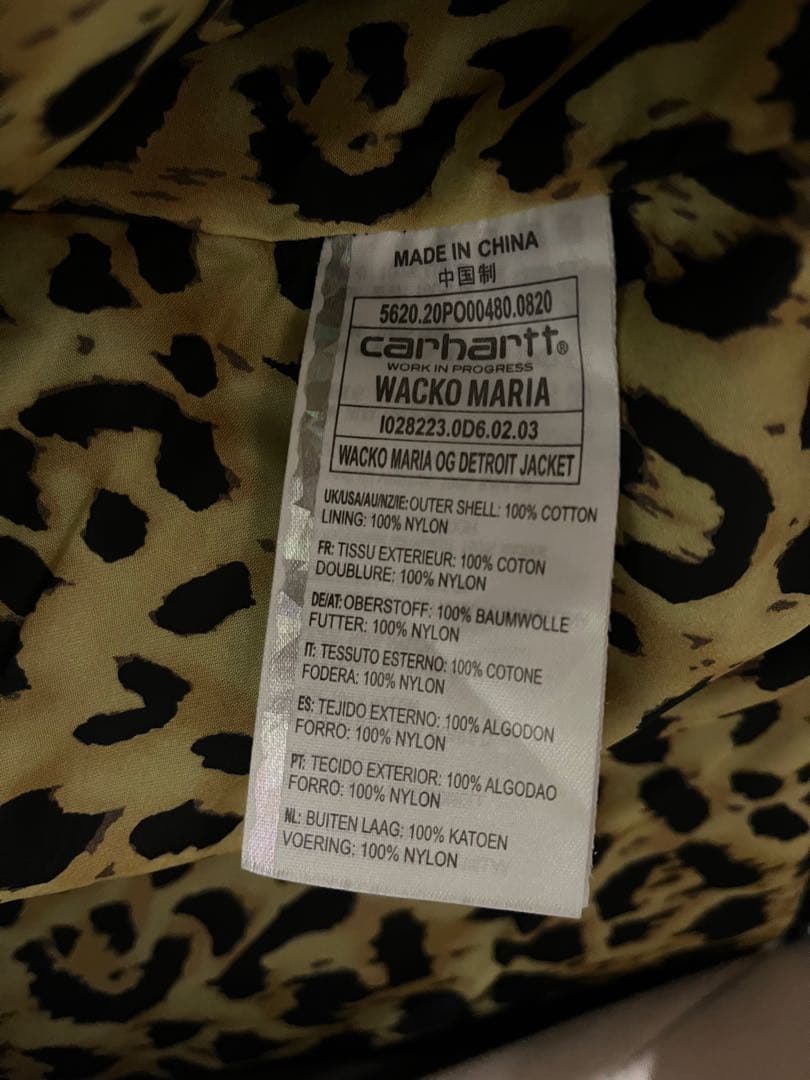 MADE IN CHINA
中国制
5620.20PO00480.0820
carhartt®
WORK IN PROGRESS
WACKO MARIA
I028223.0D6.02.03
WACKO MARIA OG DETROIT JACKET
UK/USA/AU/NZ/IE: OUTER SHELL: 100% COTTON
LINING: 100% NYLON
FR: TISSU EXTERIEUR: 100% COTON
DOUBLURE: 100% NYLON
DE/AT: OBERSTOFF: 100% BAUMWOLLE
FUTTER: 100% NYLON
IT: TESSUTO ESTERNO: 100% COTONE
FODERA: 100% NYLON
ES: TEJIDO EXTERNO: 100% ALGODON
FORRO: 100% NYLON
PT: TECIDO EXTERIOR: 100% ALGODAO
FORRO: 100% NYLON
NL: BUITEN LAAG: 100% KATOEN
VOERING: 100% NYLON